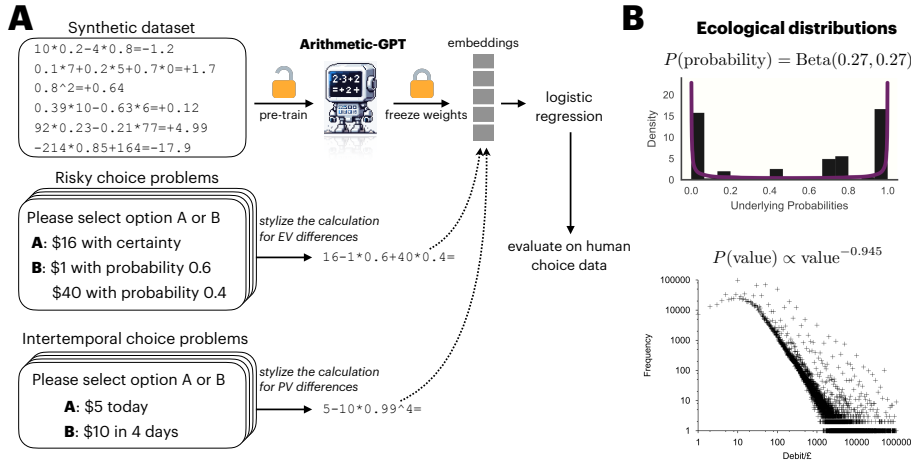 A
Synthetic dataset
10*0.2-4*0.8=-1.2
0.1*7+0.2*5+0.7*0=+1.7
0.8^2=+0.64
0.39*10-0.63*6=+0.12
92*0.23-0.21*77=+4.99
-214*0.85+164=-17.9
pre-train
Arithmetic-GPT
2·3+2
freeze weights
embeddings
logistic
regression
evaluate on human
choice data
Risky choice problems
Please select option A or B
A: $16 with certainty
B: $1 with probability 0.6
$40 with probability 0.4
stylize the calculation
for EV differences
16-1*0.6+40*0.4=
Intertemporal choice problems
Please select option A or B
A: $5 today
B: $10 in 4 days
stylize the calculation
for PV differences
5-10*0.99^4=
B
Ecological distributions
P(probability) = Beta(0.27, 0.27)
Density
20
15
10
5
0
0.0 0.2 0.4 0.6 0.8 1.0
Underlying Probabilities
P(value) ∝ value^−0.945
Frequency
100000
10000
1000
100
10
1
1 10 100 1000 10000 100000
Debit/£